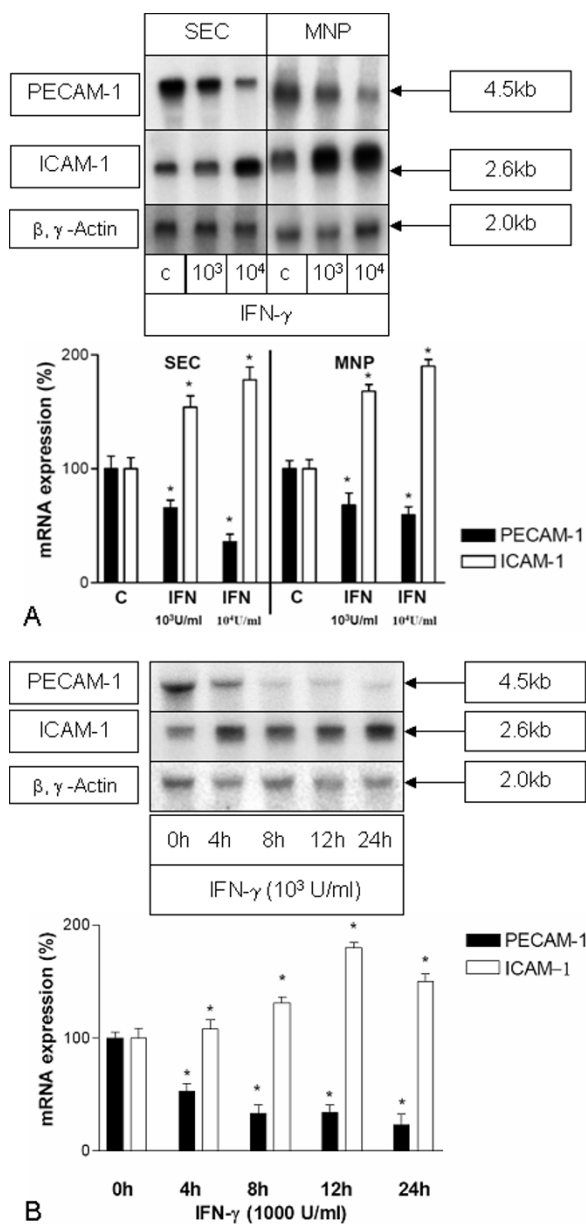 SEC MNP
PECAM-1 4.5kb
ICAM-1 2.6kb
β, γ-Actin 2.0kb
c 10³ 10⁴ c 10³ 10⁴
IFN-γ
mRNA expression (%)
200
100
0
SEC MNP
* * * * * * * *
C IFN IFN C IFN IFN
10³U/ml 10⁴U/ml 10³U/ml 10⁴U/ml
PECAM-1
ICAM-1
A
PECAM-1 4.5kb
ICAM-1 2.6kb
β, γ-Actin 2.0kb
0h 4h 8h 12h 24h
IFN-γ (10³ U/ml)
mRNA expression (%)
200
100
0
* * * * * * * *
PECAM-1
ICAM-1
0h 4h 8h 12h 24h
IFN-γ (1000 U/ml)
B